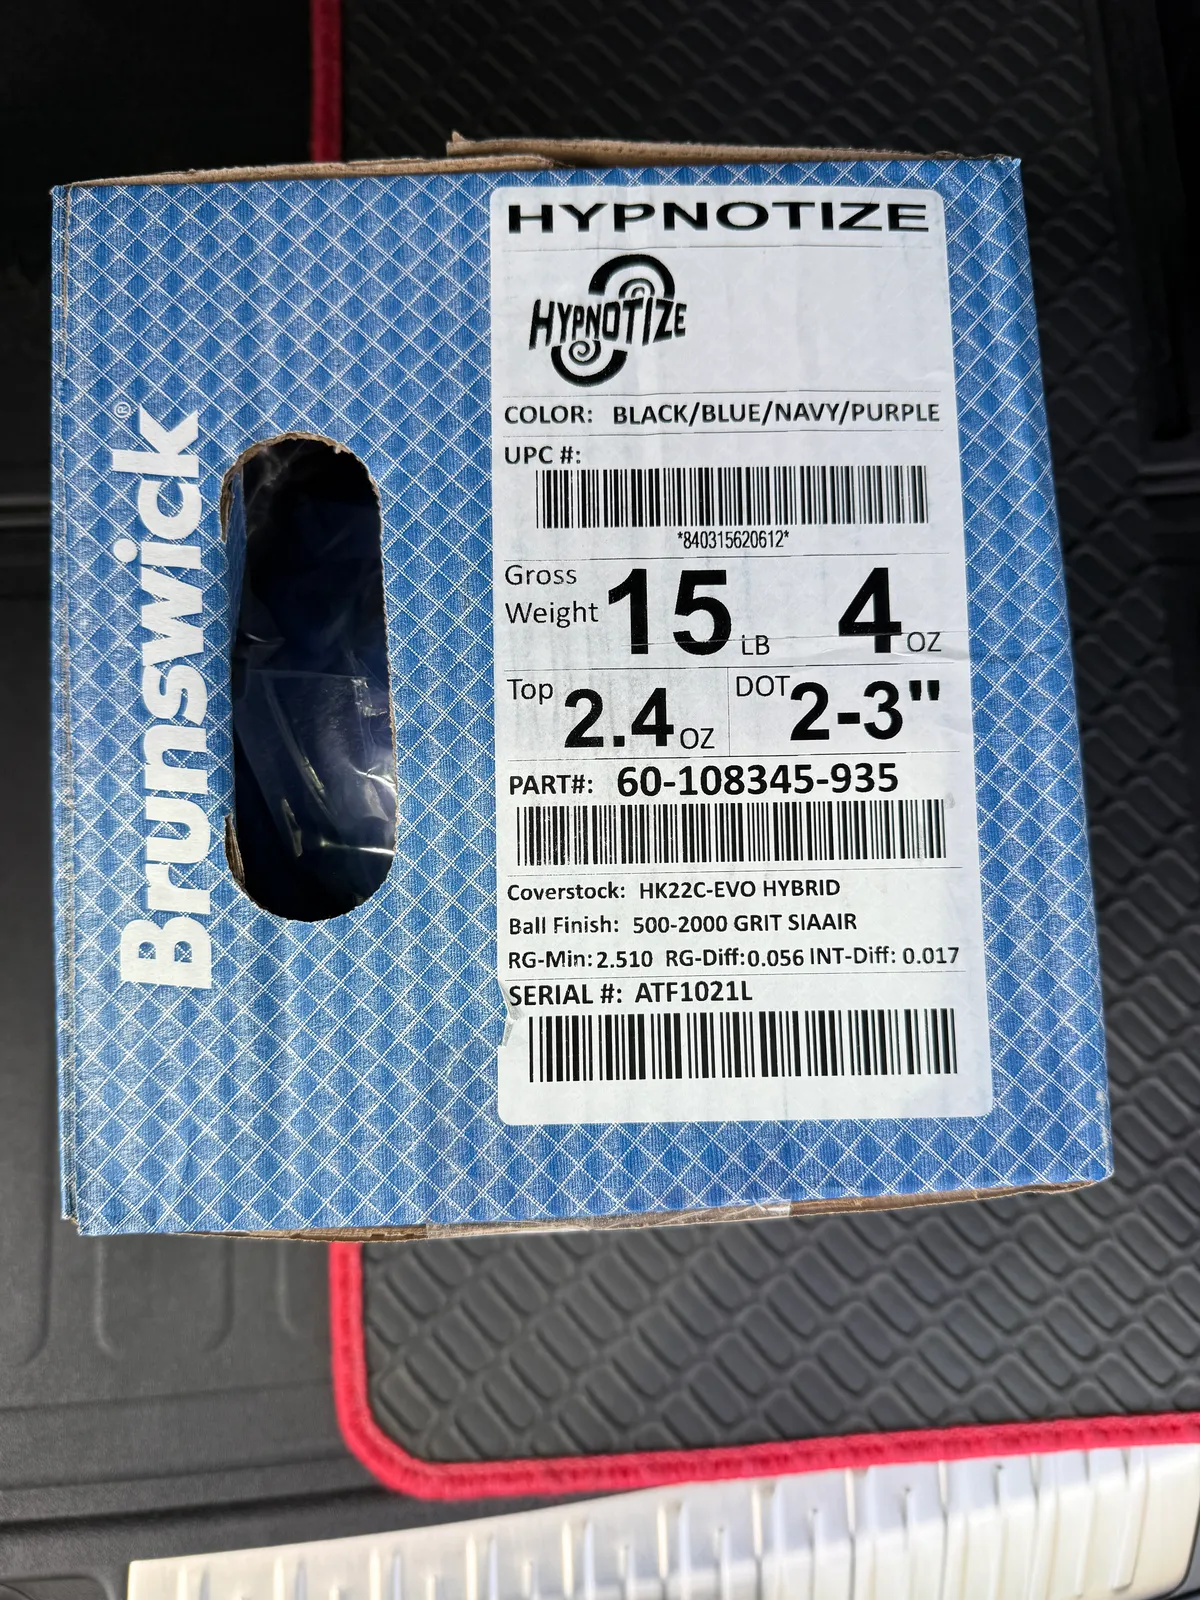 Brunswick®
HYPNOTIZE
HYPNOTIZE
COLOR: BLACK/BLUE/NAVY/PURPLE
UPC #:
*840315620612*
Gross Weight 15 LB 4 OZ
Top 2.4 OZ DOT 2-3"
PART#: 60-108345-935
Coverstock: HK22C-EVO HYBRID
Ball Finish: 500-2000 GRIT SIAAIR
RG-Min: 2.510 RG-Diff: 0.056 INT-Diff: 0.017
SERIAL #: ATF1021L